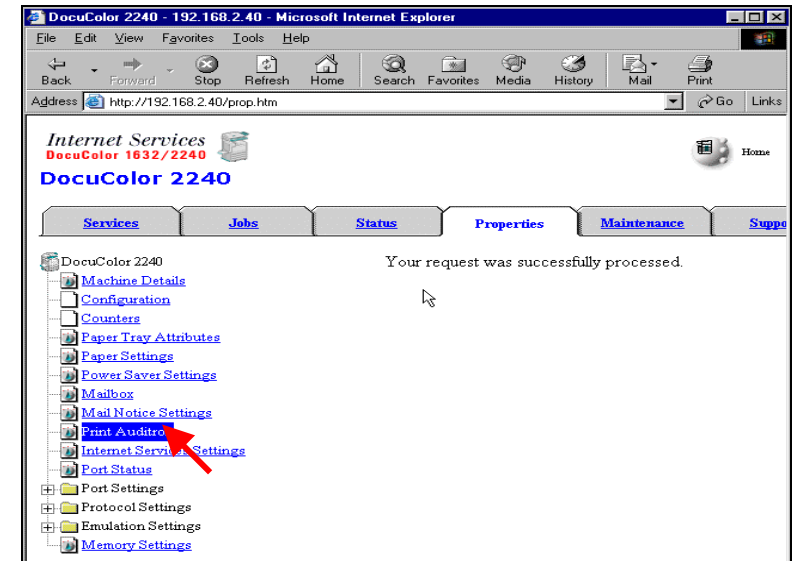 DocuColor 2240 - 192.168.2.40 - Microsoft Internet Explorer
File Edit View Favorites Tools Help
Back Forward Stop Refresh Home Search Favorites Media History Mail Print
Address http://192.168.2.40/prop.htm Go Links
Internet Services
DocuColor 1632/2240
Home
DocuColor 2240
Services Jobs Status Properties Maintenance Suppo
DocuColor 2240
Your request was successfully processed.
Machine Details
Configuration
Counters
Paper Tray Attributes
Paper Settings
Power Saver Settings
Mailbox
Mail Notice Settings
Print Auditro
Internet Services Settings
Port Status
Port Settings
Protocol Settings
Emulation Settings
Memory Settings